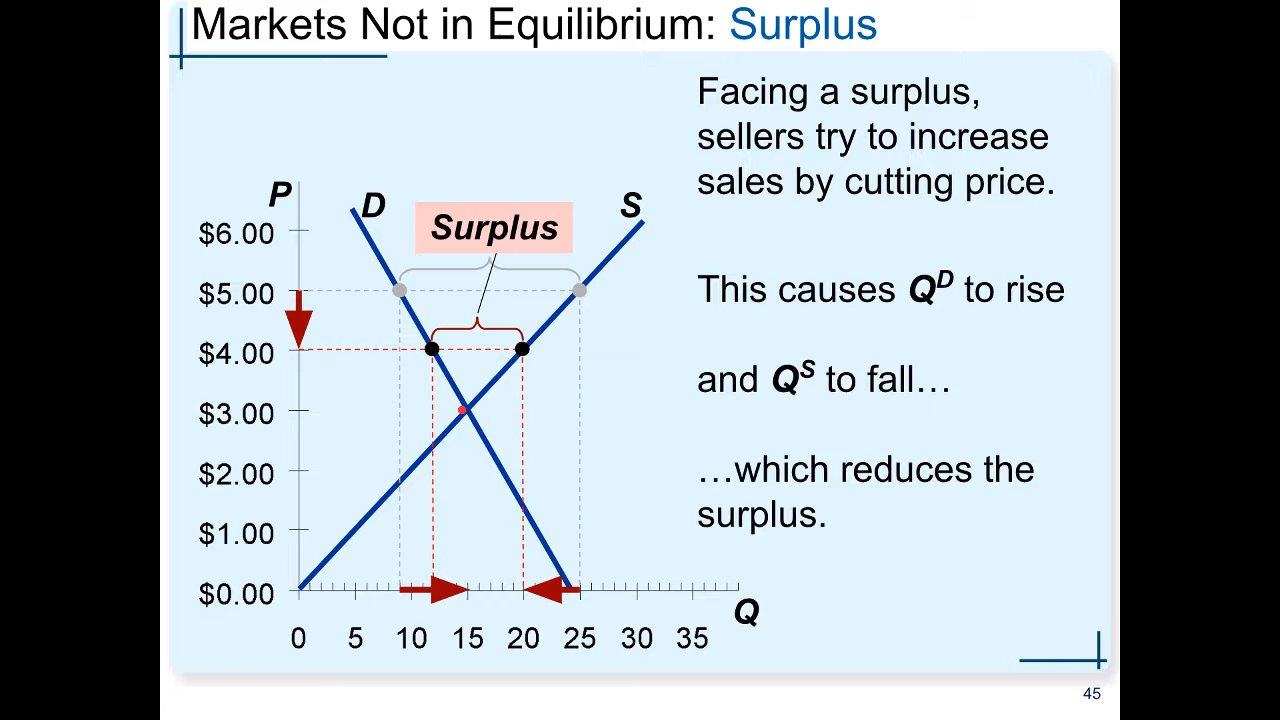 Markets Not in Equilibrium: Surplus
Facing a surplus,
sellers try to increase
sales by cutting price.
This causes Q^D to rise
and Q^S to fall…
…which reduces the
surplus.
P
D
S
Surplus
$6.00
$5.00
$4.00
$3.00
$2.00
$1.00
$0.00
Q
0 5 10 15 20 25 30 35
45